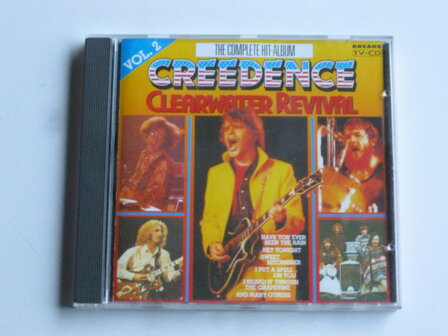 VOL. 2
THE COMPLETE HIT-ALBUM
ARCADE
TV-CD
CREEDENCE
CLEARWATER REVIVAL
HAVE YOU EVER
SEEN THE RAIN
HEY TONIGHT
SWEET
HITCHHIKER
I PUT A SPELL
ON YOU
I HEARD IT THROUGH
THE GRAPEVINE
AND MANY OTHERS